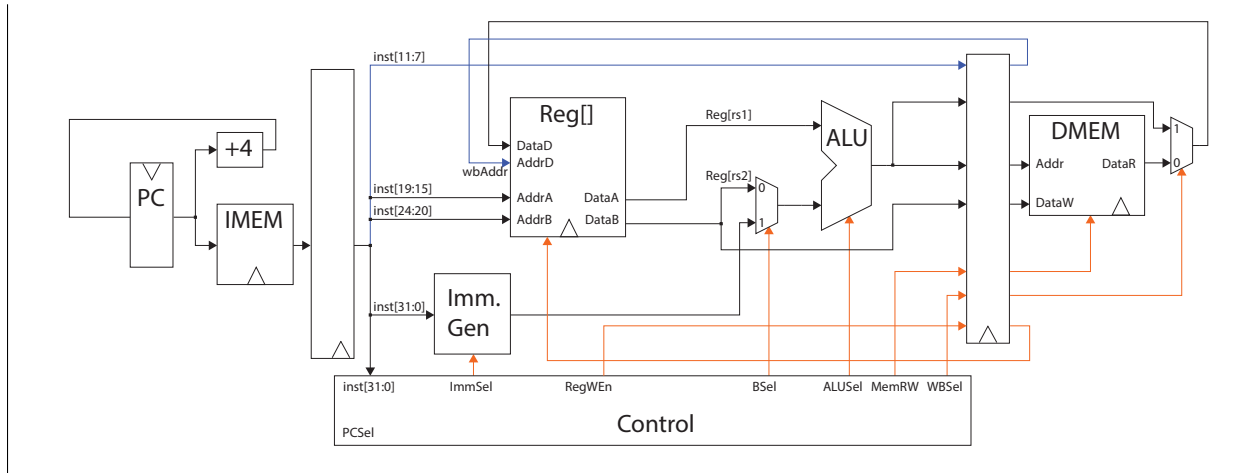 inst[11:7]
Reg[]
DataD
AddrD
wbAddr
inst[19:15]
AddrA
DataA
inst[24:20]
AddrB
DataB
+4
PC
IMEM
Reg[rs1]
Reg[rs2]
0
1
ALU
DMEM
Addr
DataR
DataW
1
0
inst[31:0]
Imm.
Gen
inst[31:0]
ImmSel
RegWEn
BSel
ALUSel
MemRW
WBSel
Control
PCSel